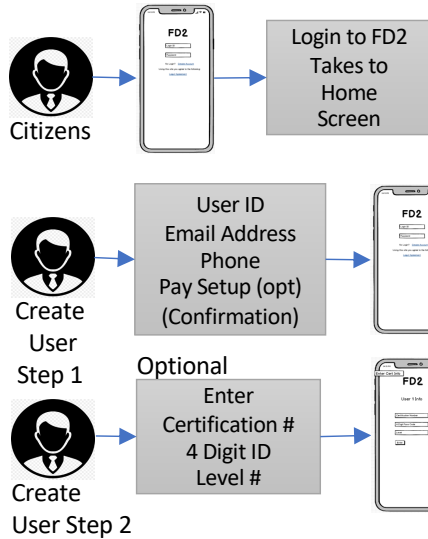 FD2
Login to FD2
Takes to
Home
Screen
Citizens
User ID
Email Address
Phone
Pay Setup (opt)
(Confirmation)
FD2
Create
User
Step 1
Optional
Enter
Certification #
4 Digit ID
Level #
FD2
User 1 Info
Create
User Step 2